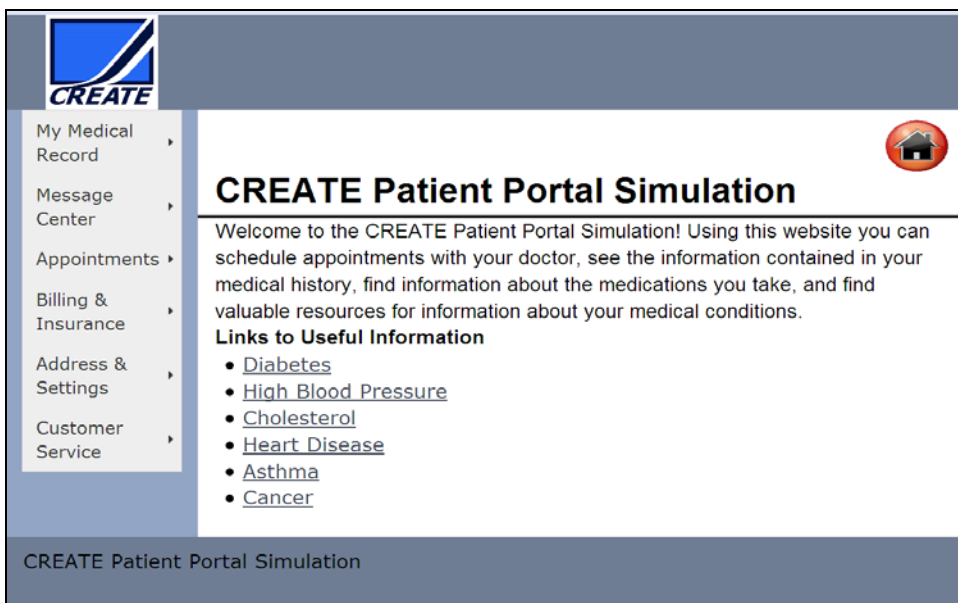 CREATE
My Medical
Record
Message
Center
Appointments
Billing &
Insurance
Address &
Settings
Customer
Service
CREATE Patient Portal Simulation
Welcome to the CREATE Patient Portal Simulation! Using this website you can
schedule appointments with your doctor, see the information contained in your
medical history, find information about the medications you take, and find
valuable resources for information about your medical conditions.
Links to Useful Information
• Diabetes
• High Blood Pressure
• Cholesterol
• Heart Disease
• Asthma
• Cancer
CREATE Patient Portal Simulation